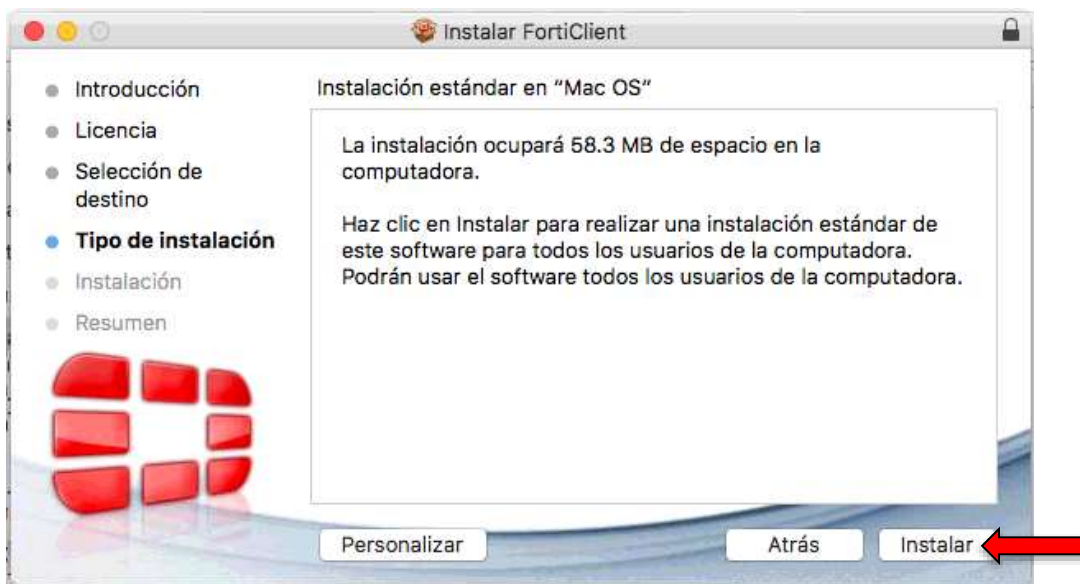 Instalar FortiClient
Introducción
Licencia
Selección de
destino
Tipo de instalación
Instalación
Resumen
Instalación estándar en “Mac OS”
La instalación ocupará 58.3 MB de espacio en la
computadora.
Haz clic en Instalar para realizar una instalación estándar de
este software para todos los usuarios de la computadora.
Podrán usar el software todos los usuarios de la computadora.
Personalizar
Atrás
Instalar